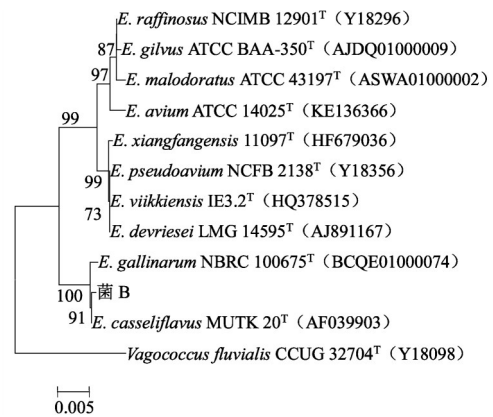 E. raffinosus NCIMB 12901T（Y18296）
87
E. gilvus ATCC BAA-350T（AJDQ01000009）
97
E. malodoratus ATCC 43197T（ASWA01000002）
E. avium ATCC 14025T（KE136366）
99
E. xiangfangensis 11097T（HF679036）
E. pseudoavium NCFB 2138T（Y18356）
99
E. viikkiensis IE3.2T（HQ378515）
73
E. devriesei LMG 14595T（AJ891167）
E. gallinarum NBRC 100675T（BCQE01000074）
100
菌 B
91
E. casseliflavus MUTK 20T（AF039903）
Vagococcus fluvialis CCUG 32704T（Y18098）
0.005